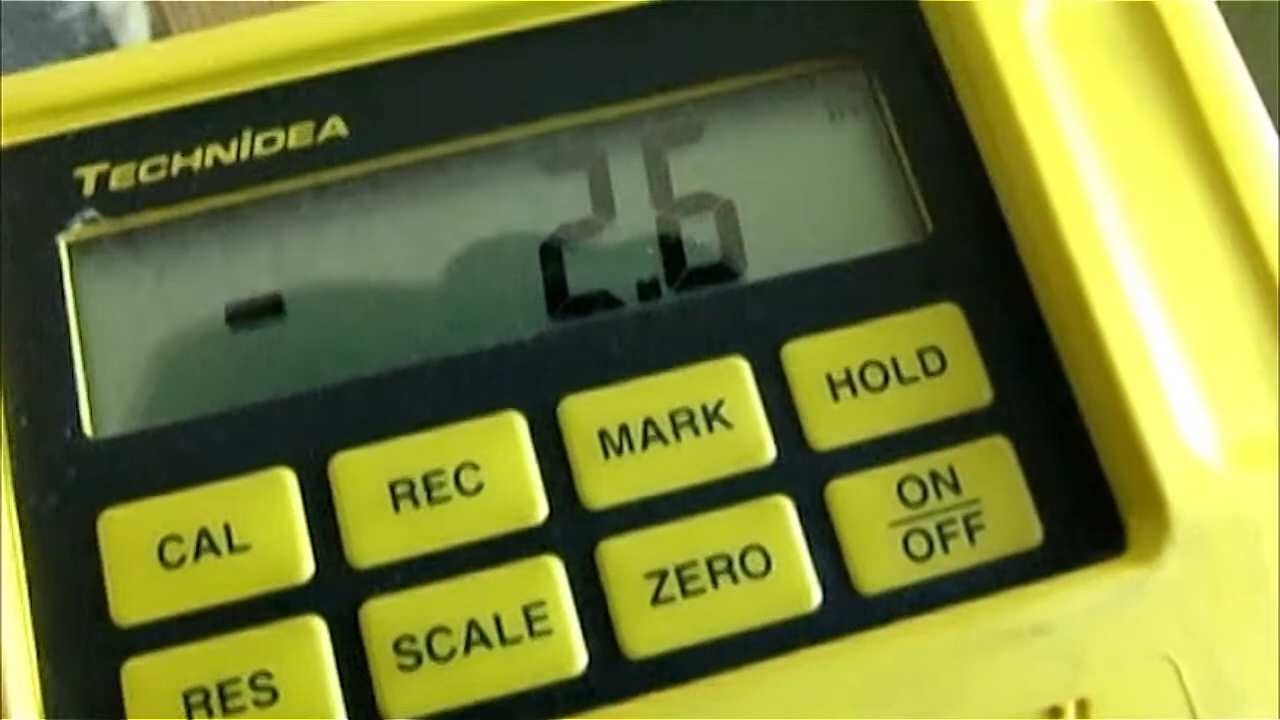 TECHNIDEA
- 2.6
CAL REC MARK HOLD
RES SCALE ZERO ON
OFF